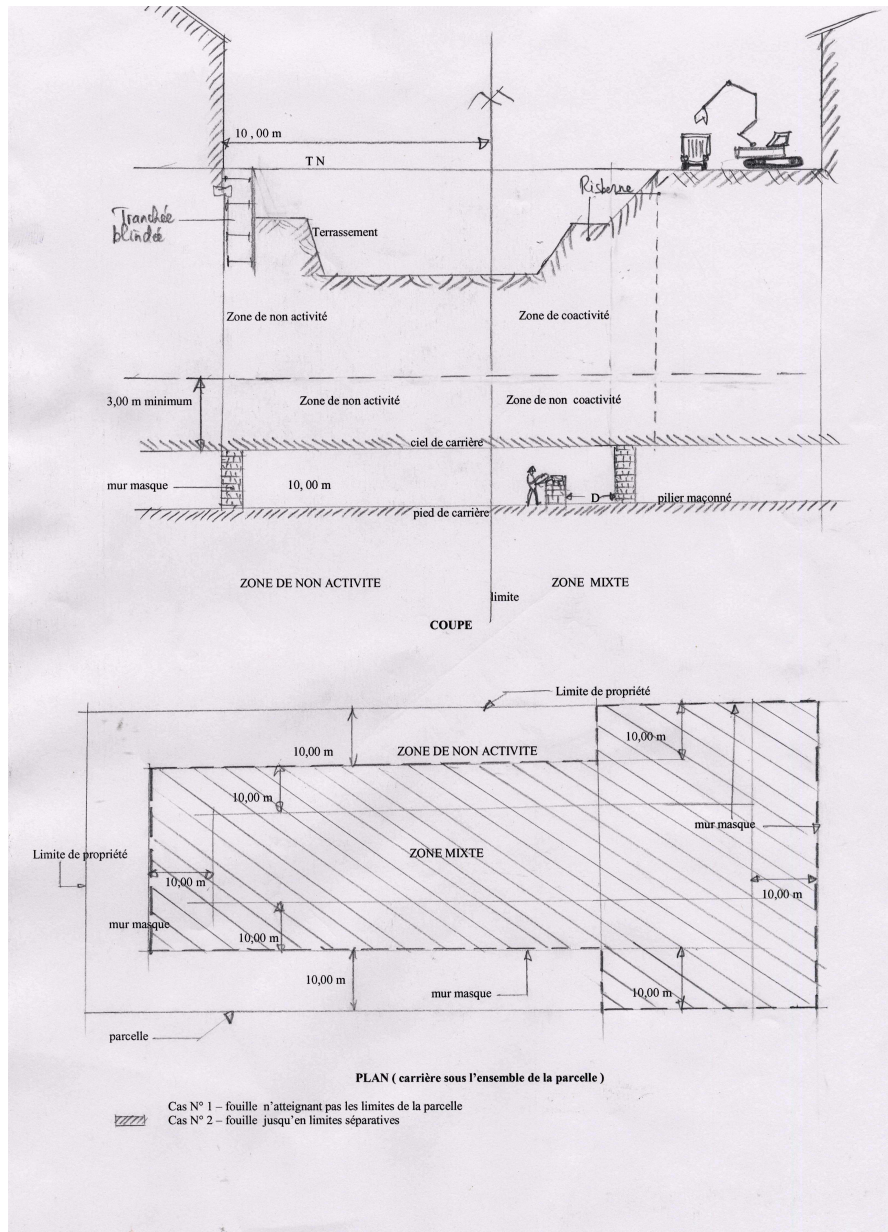 10 , 00 m
T N
Risberne
Tranchée
blindée
Terrassement
Zone de non activité
Zone de coactivité
3,00 m minimum
Zone de non activité
Zone de non coactivité
ciel de carrière
mur masque
10, 00 m
D
pilier maçonné
pied de carrière
ZONE DE NON ACTIVITE
ZONE MIXTE
limite
COUPE
Limite de propriété
10,00 m
ZONE DE NON ACTIVITE
10,00 m
10,00 m
mur masque
Limite de propriété
ZONE MIXTE
10,00 m
10,00 m
mur masque
10,00 m
10,00 m
mur masque
10,00 m
parcelle
PLAN ( carrière sous l'ensemble de la parcelle )
Cas N° 1 – fouille n'atteignant pas les limites de la parcelle
Cas N° 2 – fouille jusqu'en limites séparatives